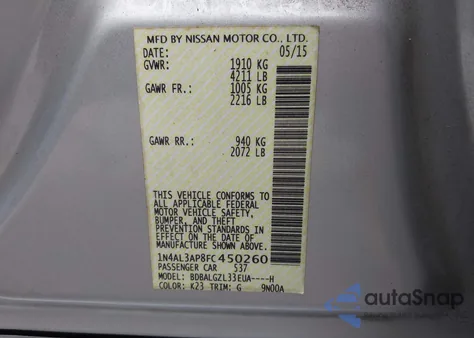 MFD BY NISSAN MOTOR CO., LTD.
DATE: 05/15
GVWR: 1910 KG
4211 LB
GAWR FR.: 1005 KG
2216 LB
GAWR RR.: 940 KG
2072 LB
THIS VEHICLE CONFORMS TO
ALL APPLICABLE FEDERAL
MOTOR VEHICLE SAFETY,
BUMPER, AND THEFT
PREVENTION STANDARDS IN
EFFECT ON THE DATE OF
MANUFACTURE SHOWN ABOVE.
1N4AL3AP8FC450260
PASSENGER CAR 537
MODEL: BDBALGZL33EUA----H
COLOR: K23 TRIM: G 9N00A
autoSnap
Powered by AutoBidMaster